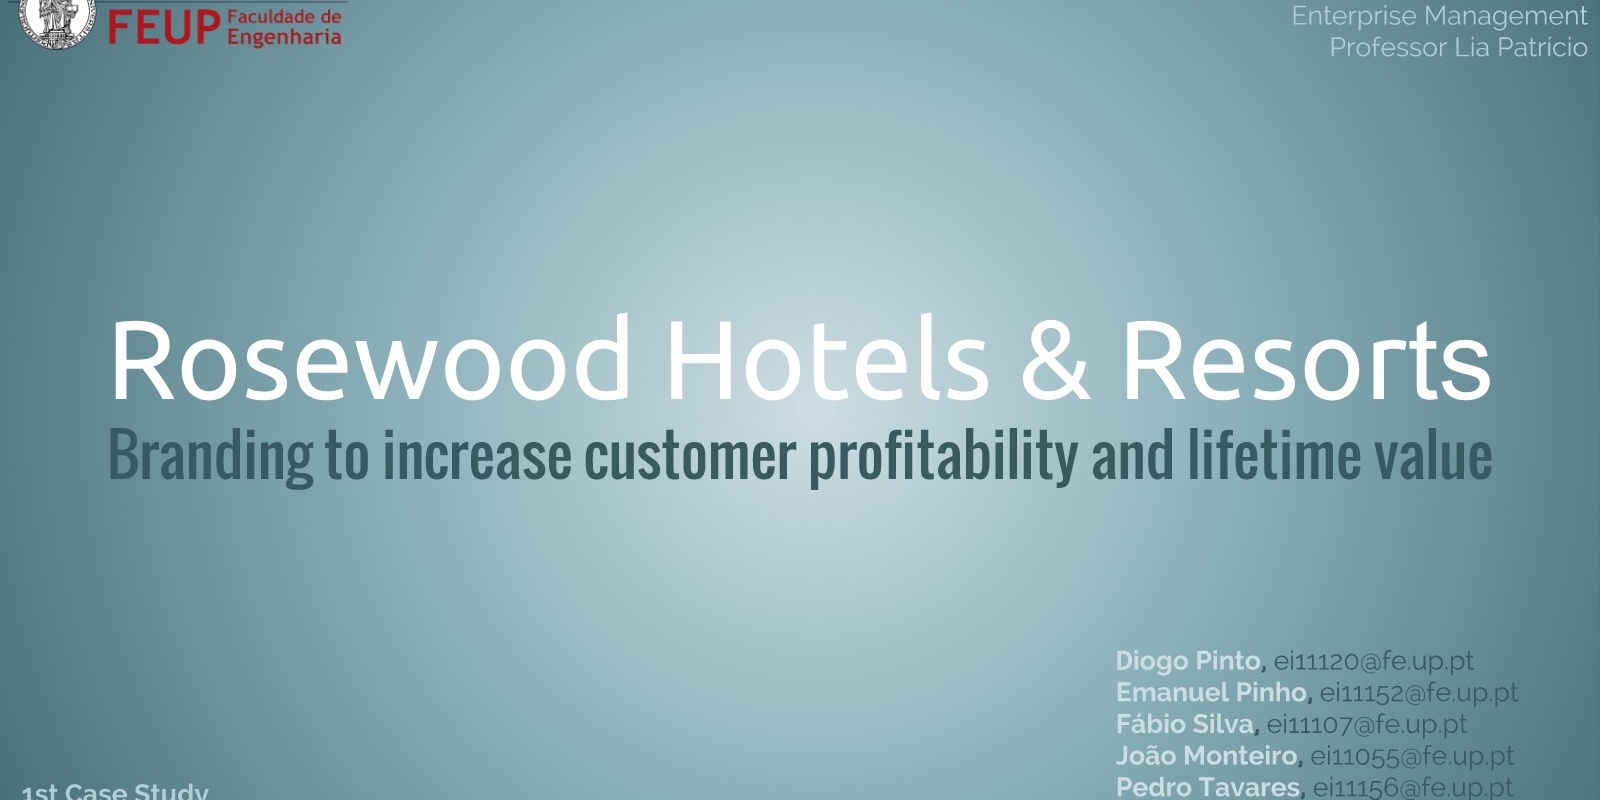 FEUP Faculdade de
Engenharia
Enterprise Management
Professor Lia Patrício
Rosewood Hotels & Resorts
Branding to increase customer profitability and lifetime value
Diogo Pinto, ei11120@fe.up.pt
Emanuel Pinho, ei11152@fe.up.pt
Fábio Silva, ei11107@fe.up.pt
João Monteiro, ei11055@fe.up.pt
Pedro Tavares, ei11156@fe.up.pt
1st Case Study